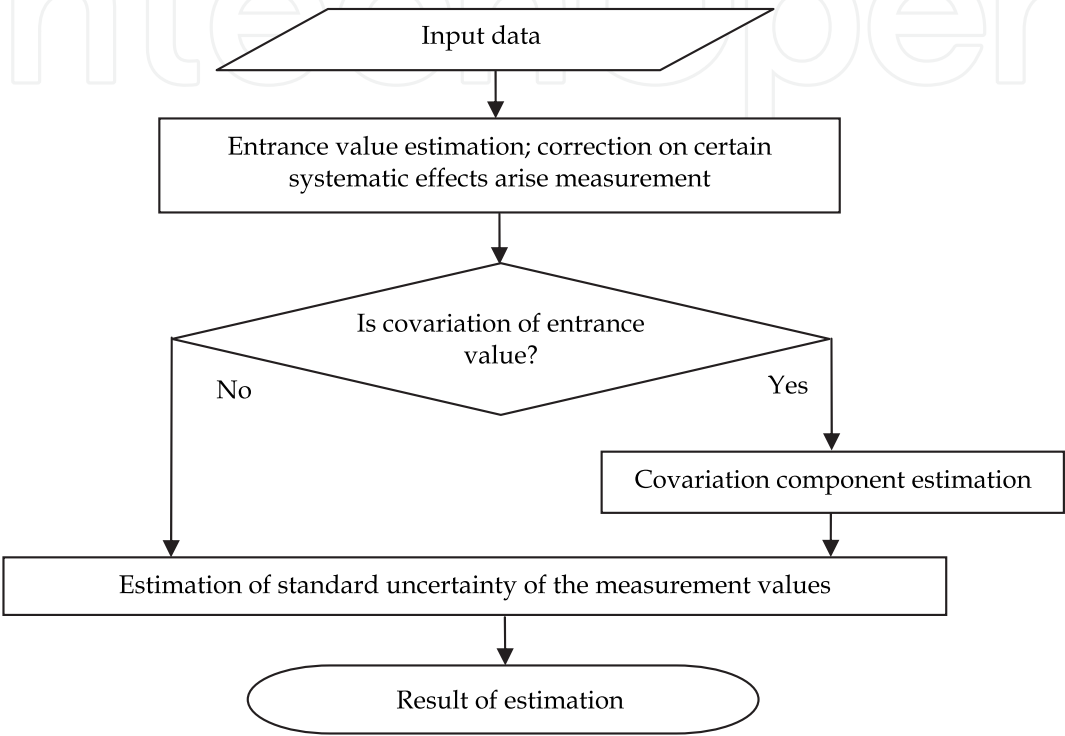 Input data
Entrance value estimation; correction on certain
systematic effects arise measurement
Is covariation of entrance
value?
No
Yes
Covariation component estimation
Estimation of standard uncertainty of the measurement values
Result of estimation